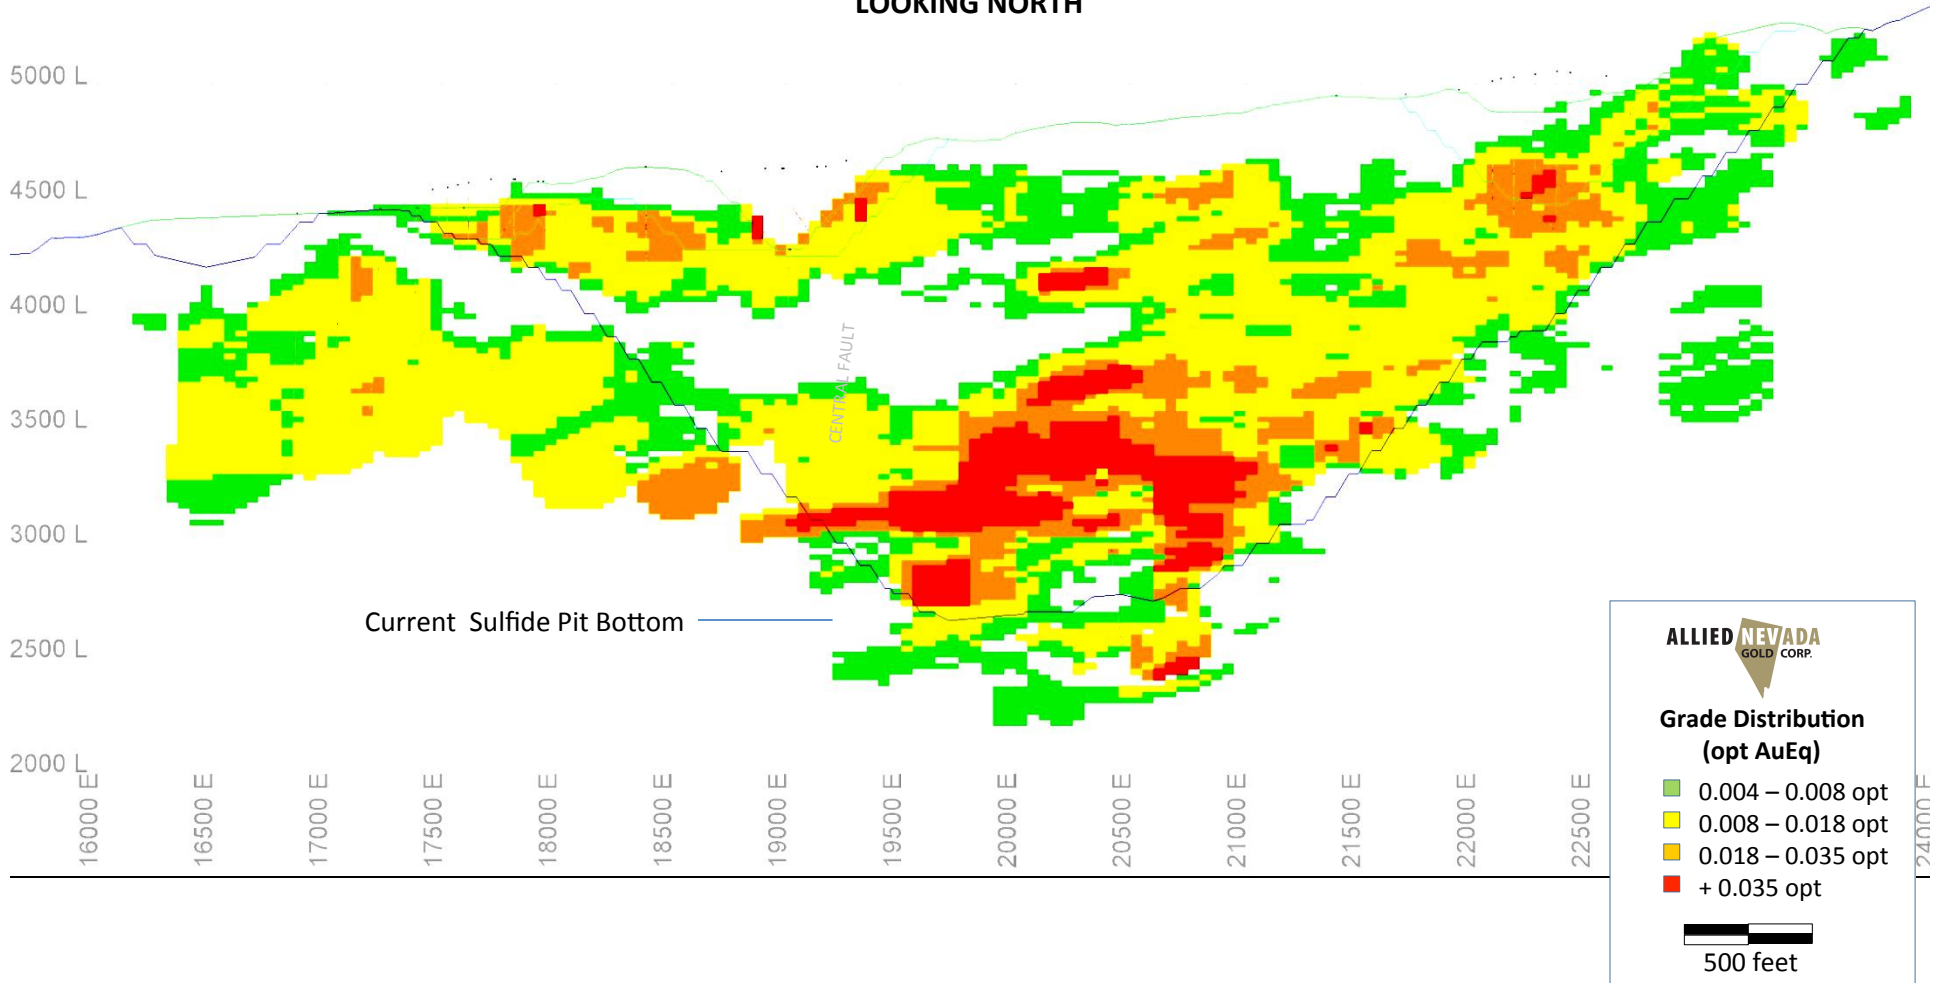 LOOKING NORTH
5000 L
4500 L
4000 L
3500 L
3000 L
2500 L
2000 L
CENTRAL FAULT
Current Sulfide Pit Bottom
16000 E
16500 E
17000 E
17500 E
18000 E
18500 E
19000 E
19500 E
20000 E
20500 E
21000 E
21500 E
22000 E
22500 E
24000 E
ALLIED NEVADA
GOLD CORP.
Grade Distribution
(opt AuEq)
0.004 – 0.008 opt
0.008 – 0.018 opt
0.018 – 0.035 opt
+ 0.035 opt
500 feet